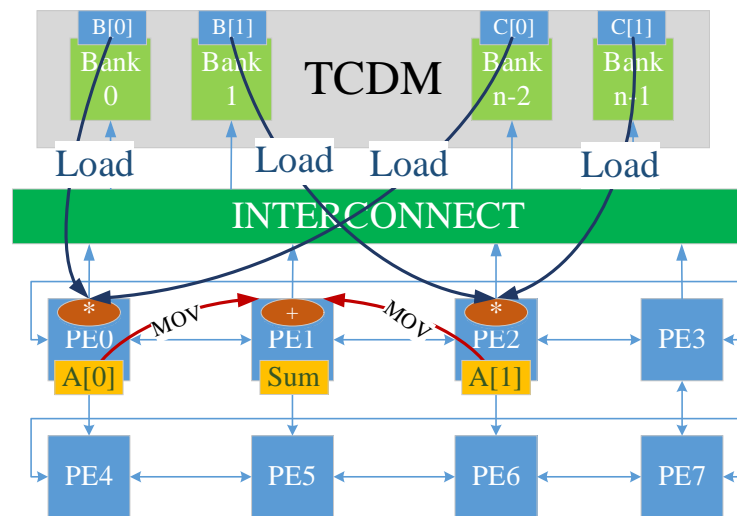 B[0] B[1] C[0] C[1]
Bank 0
Bank 1
TCDM
Bank n-2
Bank n-1
Load Load Load Load
INTERCONNECT
* + *
MOV MOV
PE0 PE1 PE2 PE3
A[0] Sum A[1]
PE4 PE5 PE6 PE7